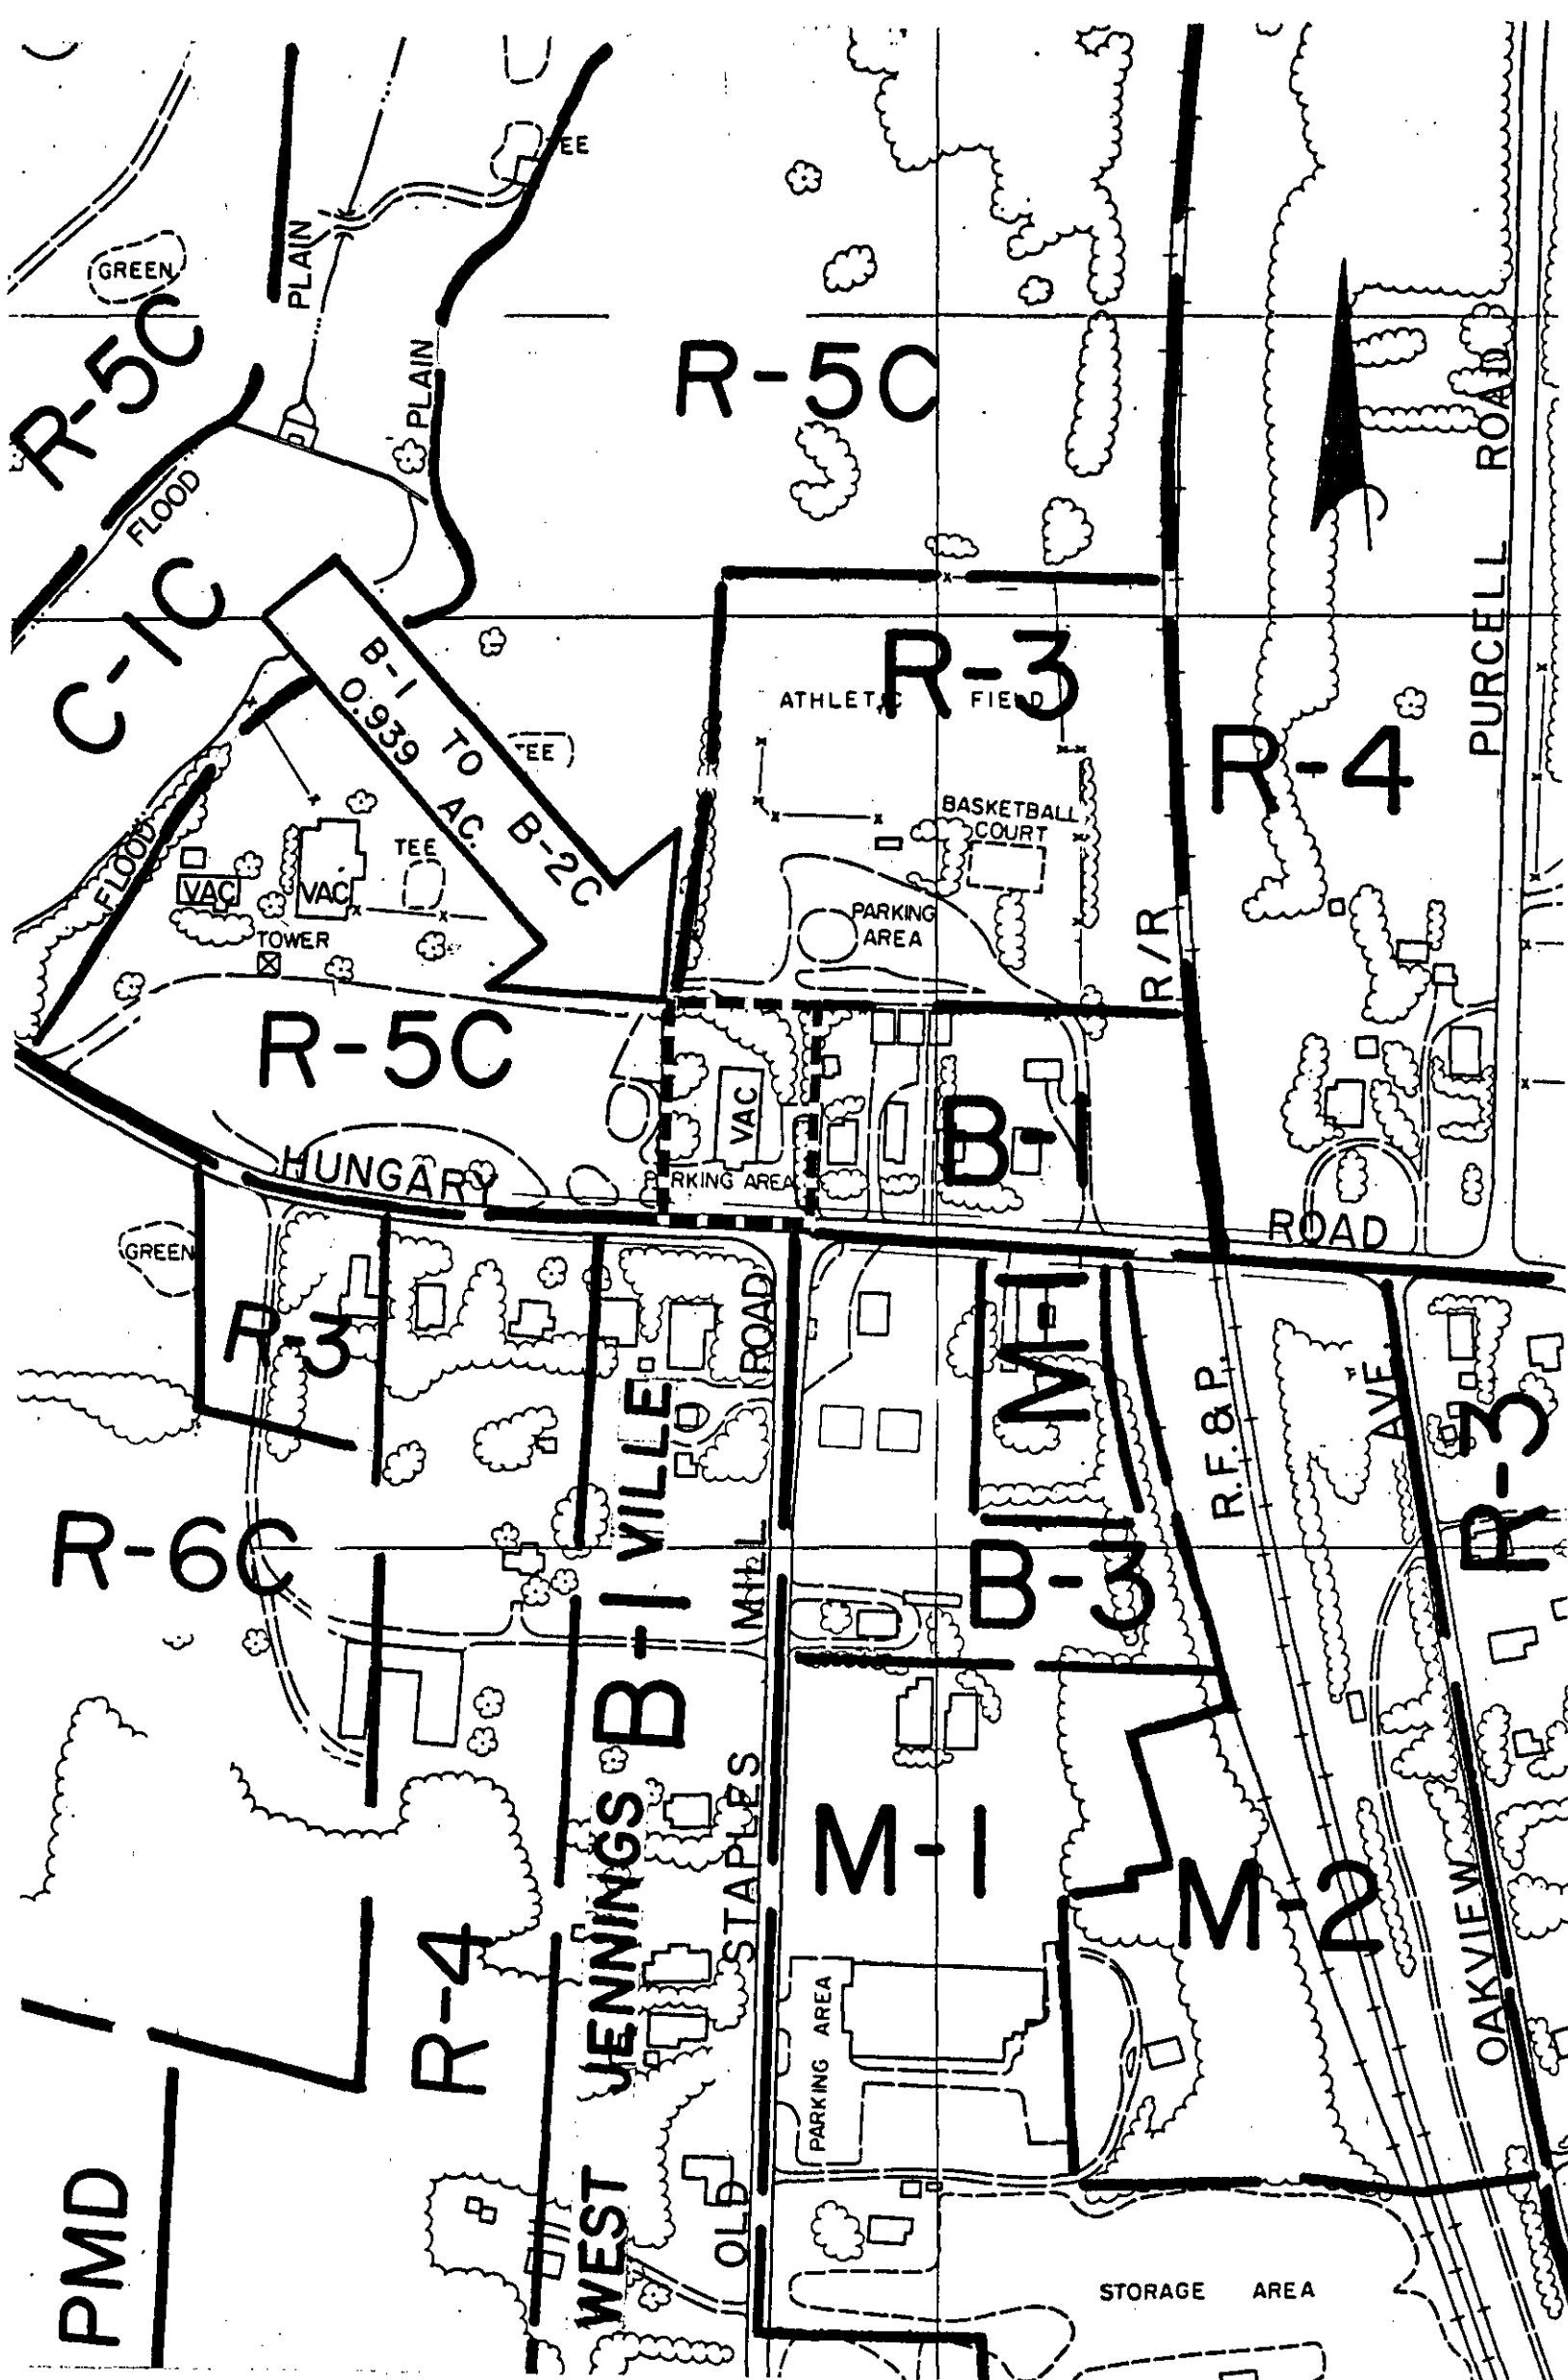 TEE
PLAIN
GREEN
R-5C
PLAIN
R-5C
FLOOD
PURCELL ROAD
C-1C
B-1 TO B-2C
0.939 AC.
R-3
ATHLETIC FIELD
R-4
TEE
BASKETBALL
COURT
FLOOD
VAC
VAC
TEE
TOWER
PARKING
AREA
R/R
R-5C
VAC
B-1
HUNGARY
PARKING AREA
ROAD
GREEN
R-3
ROAD
M-1
R.F.&P.
AVE.
R-3
VILLE
R-6C
MILL
B-3
B-1
STAPLES
M-1
M-2
JENNINGS
R-4
OAKVIEW
PARKING AREA
PMD
WEST
OLD
STORAGE AREA